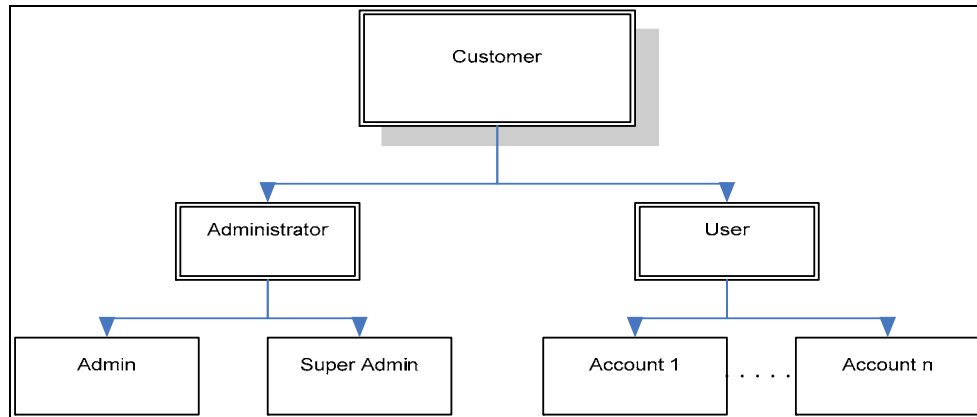 Customer
Administrator
User
Admin
Super Admin
Account 1
. . . . .
Account n